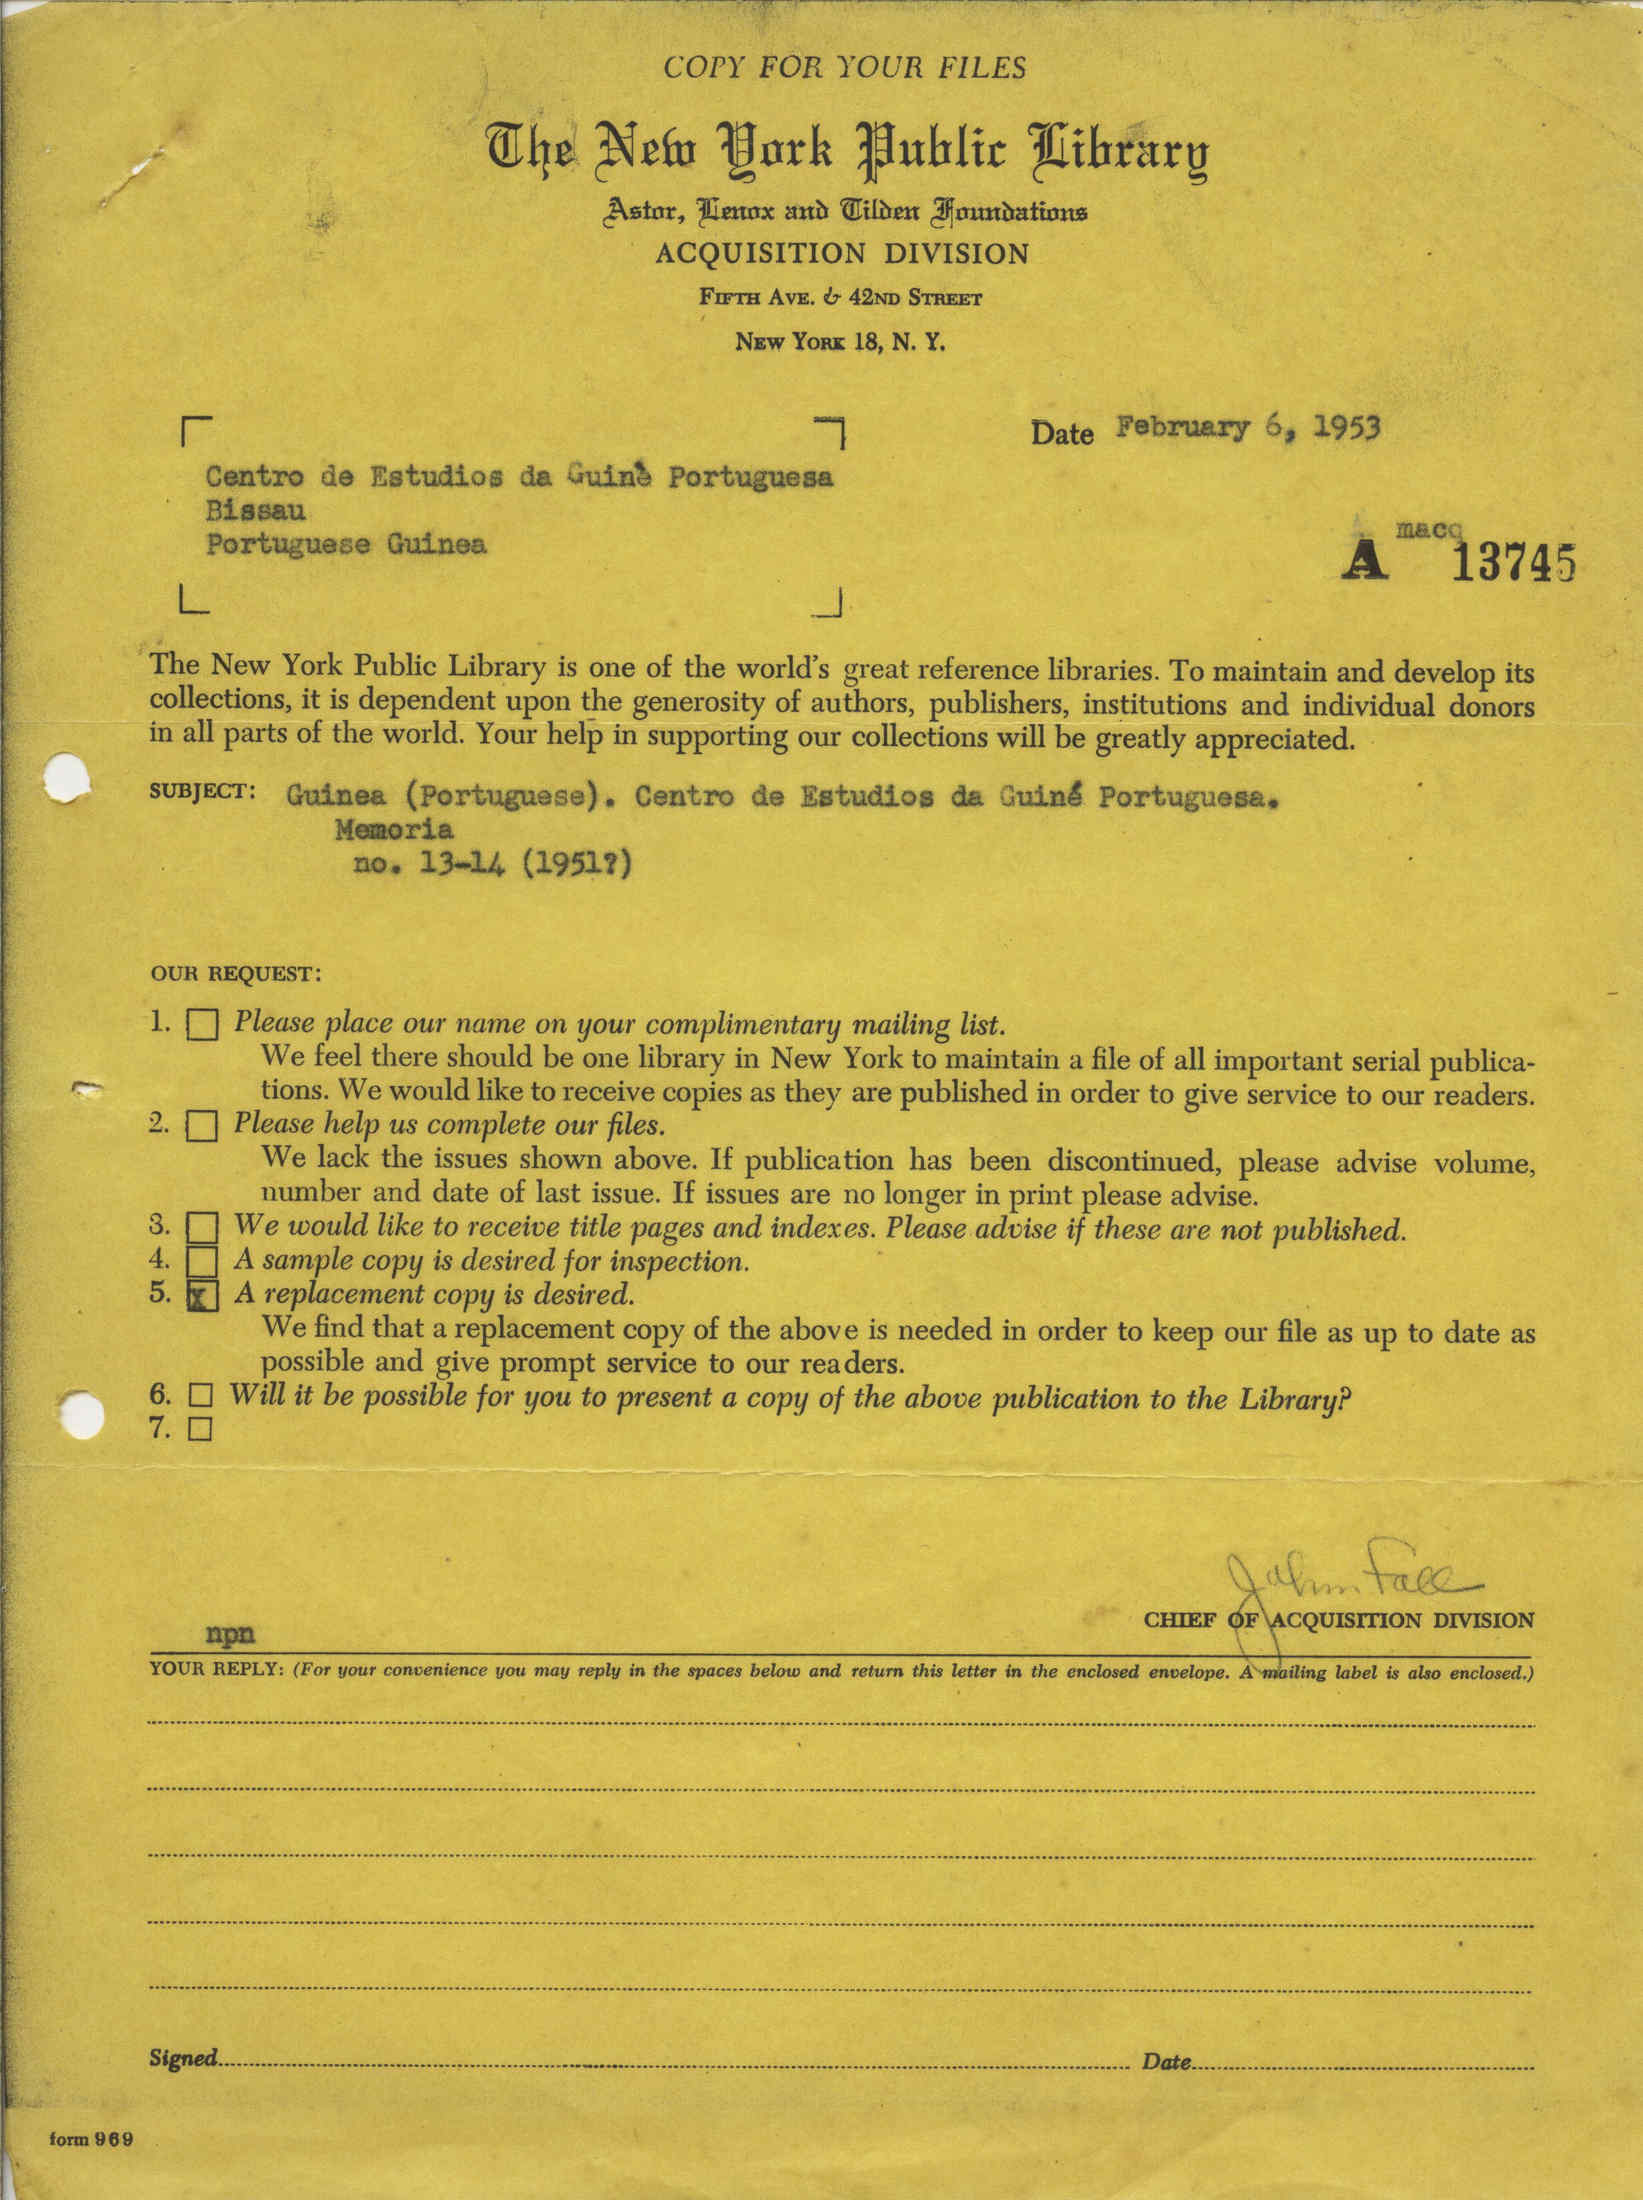 COPY FOR YOUR FILES
The New York Public Library
Astor, Lenox and Tilden Foundations
ACQUISITION DIVISION
FIFTH AVE. & 42ND STREET
NEW YORK 18, N. Y.
Date February 6, 1953
Centro de Estudios da Guinè Portuguesa
Bissau
Portuguese Guinea
macq
A 13745
The New York Public Library is one of the world's great reference libraries. To maintain and develop its
collections, it is dependent upon the generosity of authors, publishers, institutions and individual donors
in all parts of the world. Your help in supporting our collections will be greatly appreciated.
SUBJECT: Guinea (Portuguese). Centro de Estudios da Guiné Portuguesa.
Memoria
no. 13-14 (1951?)
OUR REQUEST:
1. Please place our name on your complimentary mailing list.
We feel there should be one library in New York to maintain a file of all important serial publica-
tions. We would like to receive copies as they are published in order to give service to our readers.
2. Please help us complete our files.
We lack the issues shown above. If publication has been discontinued, please advise volume,
number and date of last issue. If issues are no longer in print please advise.
3. We would like to receive title pages and indexes. Please advise if these are not published.
4. A sample copy is desired for inspection.
5. x A replacement copy is desired.
We find that a replacement copy of the above is needed in order to keep our file as up to date as
possible and give prompt service to our readers.
6. Will it be possible for you to present a copy of the above publication to the Library?
7.
John Fall
CHIEF OF ACQUISITION DIVISION
npn
YOUR REPLY: (For your convenience you may reply in the spaces below and return this letter in the enclosed envelope. A mailing label is also enclosed.)
Signed Date
form 969